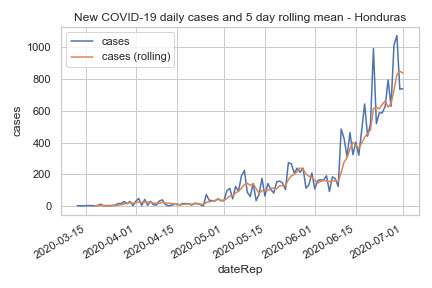 New COVID-19 daily cases and 5 day rolling mean - Honduras
cases
cases (rolling)
1000
800
600
400
200
0
cases
2020-03-15
2020-04-01
2020-04-15
2020-05-01
2020-05-15
2020-06-01
2020-06-15
2020-07-01
dateRep